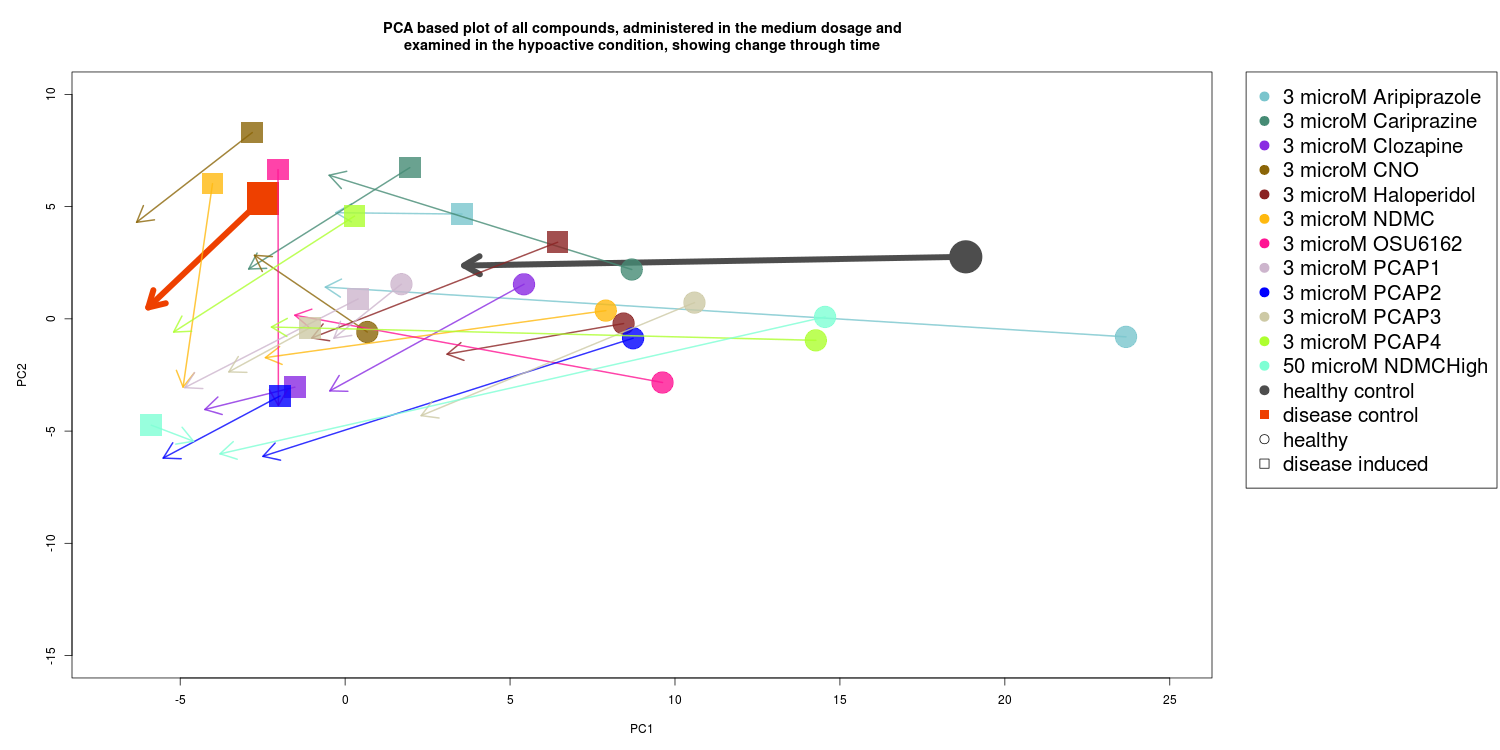 PCA based plot of all compounds, administered in the medium dosage and
examined in the hypoactive condition, showing change through time
10
5
0
-5
-10
-15
PC2
-5
0
5
10
15
20
25
PC1
3 microM Aripiprazole
3 microM Cariprazine
3 microM Clozapine
3 microM CNO
3 microM Haloperidol
3 microM NDMC
3 microM OSU6162
3 microM PCAP1
3 microM PCAP2
3 microM PCAP3
3 microM PCAP4
50 microM NDMCHigh
healthy control
disease control
healthy
disease induced